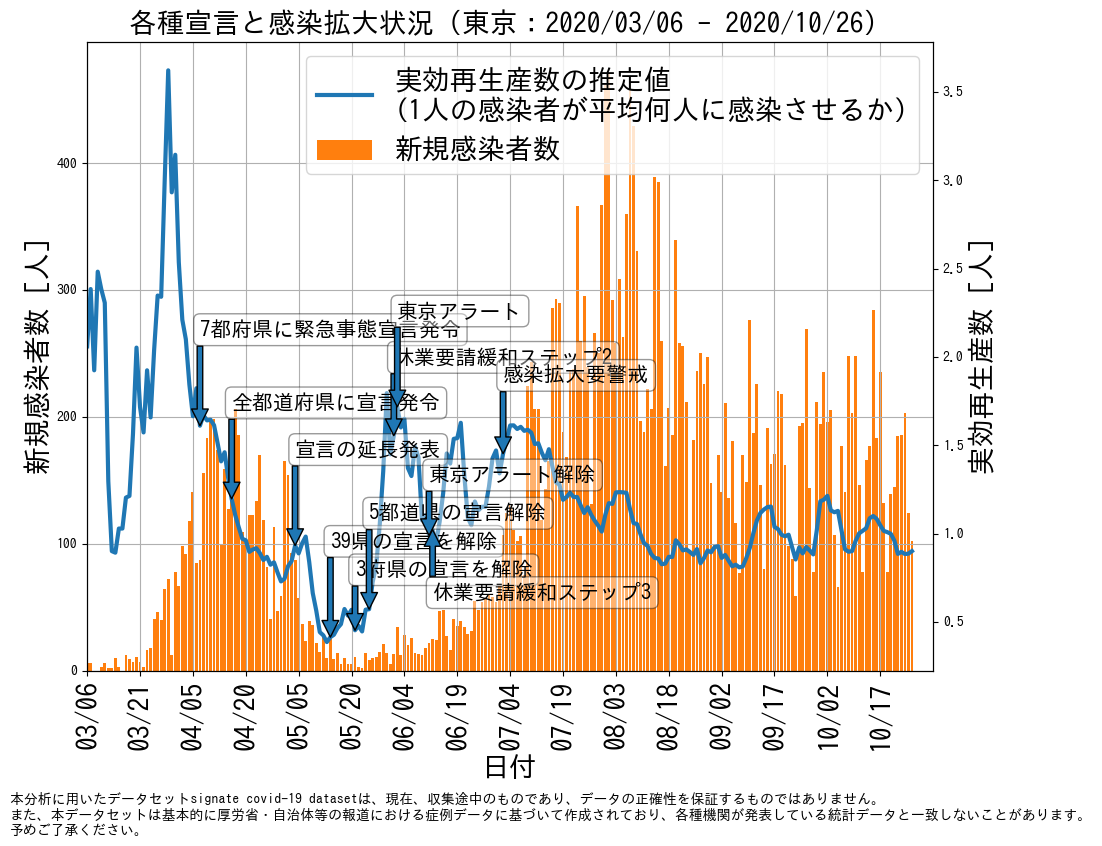 各種宣言と感染拡大状況 (東京：2020/03/06 - 2020/10/26)
実効再生産数の推定値
(1人の感染者が平均何人に感染させるか)
新規感染者数
新規感染者数 [人]
400
300
200
100
0
実効再生産数 [人]
3.5
3.0
2.5
2.0
1.5
1.0
0.5
東京アラート
7都府県に緊急事態宣言発令
休業要請緩和ステップ2
感染拡大要警戒
全都道府県に宣言発令
宣言の延長発表
東京アラート解除
5都道県の宣言解除
39県の宣言を解除
3府県の宣言を解除
休業要請緩和ステップ3
03/06
03/21
04/05
04/20
05/05
05/20
06/04
06/19
07/04
07/19
08/03
08/18
09/02
09/17
10/02
10/17
日付
本分析に用いたデータセットsignate covid-19 datasetは、現在、収集途中のものであり、データの正確性を保証するものではありません。
また、本データセットは基本的に厚労省・自治体等の報道における症例データに基づいて作成されており、各種機関が発表している統計データと一致しないことがあります。
予めご了承ください。